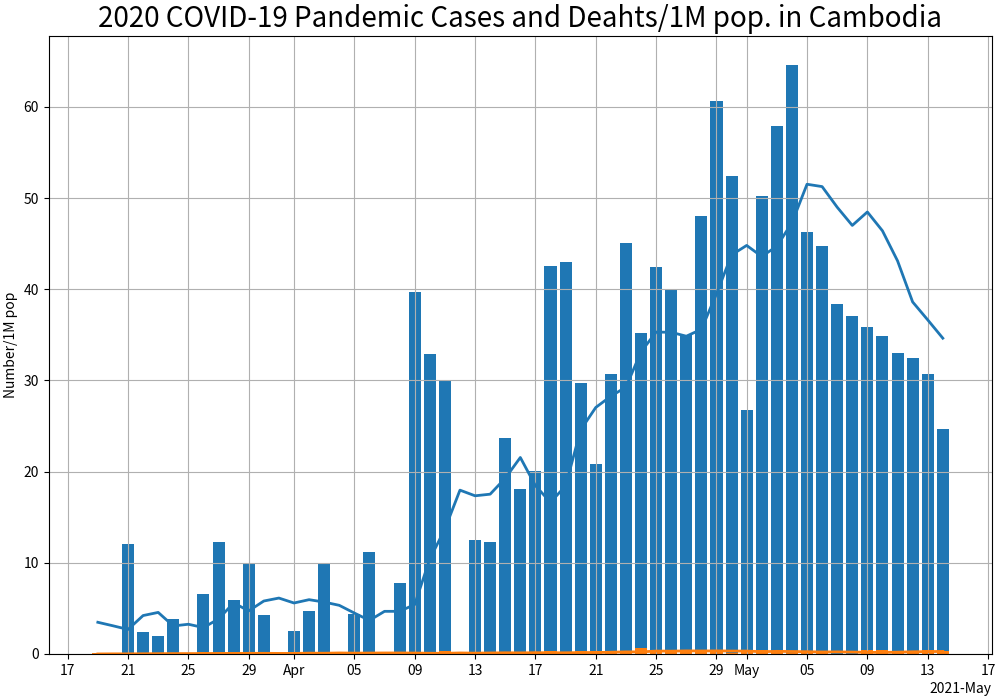 2020 COVID-19 Pandemic Cases and Deahts/1M pop. in Cambodia
Number/1M pop
60
50
40
30
20
10
0
17 21 25 29 Apr 05 09 13 17 21 25 29 May 05 09 13 17
2021-May